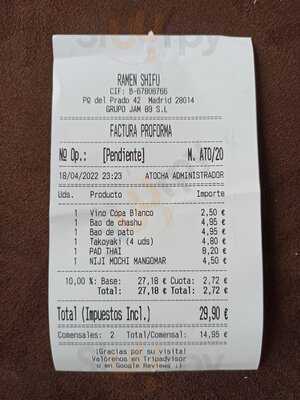 RAMEN SHIFU
CIF: B-67808766
Pº del Prado 42 Madrid 28014
GRUPO JAM 89 S.L
FACTURA PROFORMA
Nº Op.: [Pendiente] M. ATO/20
18/04/2022 23:23 ATOCHA ADMINISTRADOR
Uds. Producto Importe
1 Vino Copa Blanco 2,50 €
1 Bao de chashu 4,95 €
1 Bao de pato 4,95 €
1 Takoyaki (4 uds) 4,80 €
1 PAD THAI 8,20 €
1 NIJI MOCHI MANGOMAR 4,50 €
10,00 %: Base: 27,18 € Cuota: 2,72 €
Total: 27,18 € Total: 2,72 €
Total (Impuestos Incl.) 29,90 €
Comensales: 2 Total/Comensal: 14,95 €
¡Gracias por su visita!
Valórenos en Tripadvisor
u en Google Reviews ;)